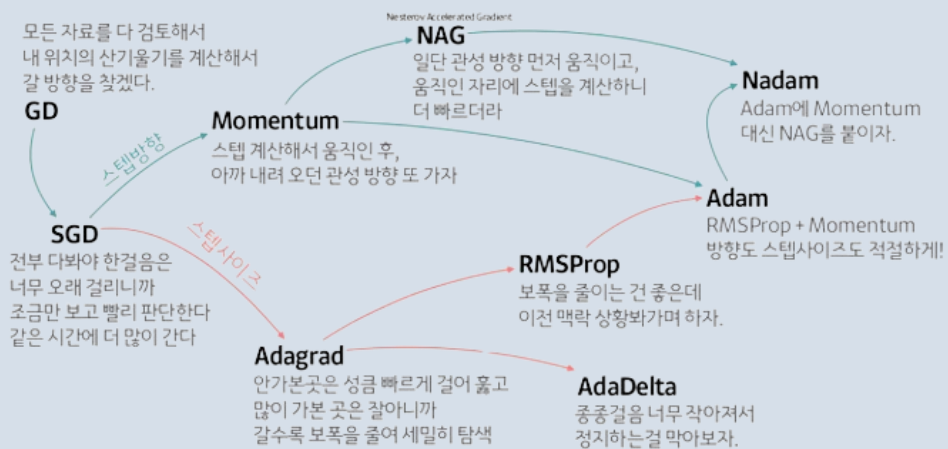 모든 자료를 다 검토해서
내 위치의 산기울기를 계산해서
갈 방향을 찾겠다.
GD
스텝방향
Momentum
스텝 계산해서 움직인 후,
아까 내려 오던 관성 방향 또 가자
Nesterov Accelerated Gradient
NAG
일단 관성 방향 먼저 움직이고,
움직인 자리에 스텝을 계산하니
더 빠르더라
Nadam
Adam에 Momentum
대신 NAG를 붙이자.
Adam
RMSProp + Momentum
방향도 스텝사이즈도 적절하게!
SGD
전부 다봐야 한걸음은
너무 오래 걸리니까
조금만 보고 빨리 판단한다
같은 시간에 더 많이 간다
스텝사이즈
RMSProp
보폭을 줄이는 건 좋은데
이전 맥락 상황봐가며 하자.
Adagrad
안가본곳은 성큼 빠르게 걸어 훑고
많이 가본 곳은 잘아니까
갈수록 보폭을 줄여 세밀히 탐색
AdaDelta
종종걸음 너무 작아져서
정지하는걸 막아보자.